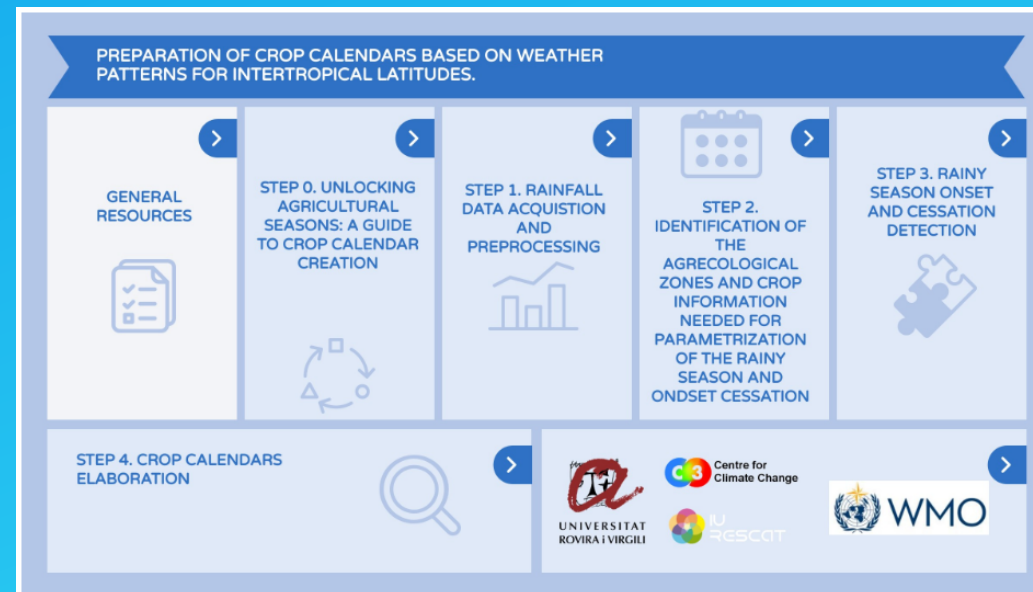 PREPARATION OF CROP CALENDARS BASED ON WEATHER
PATTERNS FOR INTERTROPICAL LATITUDES.
GENERAL
RESOURCES
STEP 0. UNLOCKING
AGRICULTURAL
SEASONS: A GUIDE
TO CROP CALENDAR
CREATION
STEP 1. RAINFALL
DATA ACQUISTION
AND
PREPROCESSING
STEP 2.
IDENTIFICATION OF
THE
AGRECOLOGICAL
ZONES AND CROP
INFORMATION
NEEDED FOR
PARAMETRIZATION
OF THE RAINY
SEASON AND
ONDSET CESSATION
STEP 3. RAINY
SEASON ONSET
AND CESSATION
DETECTION
STEP 4. CROP CALENDARS
ELABORATION
UNIVERSITAT
ROVIRA i VIRGILI
C3
Centre for
Climate Change
IU
RESCAT
WMO